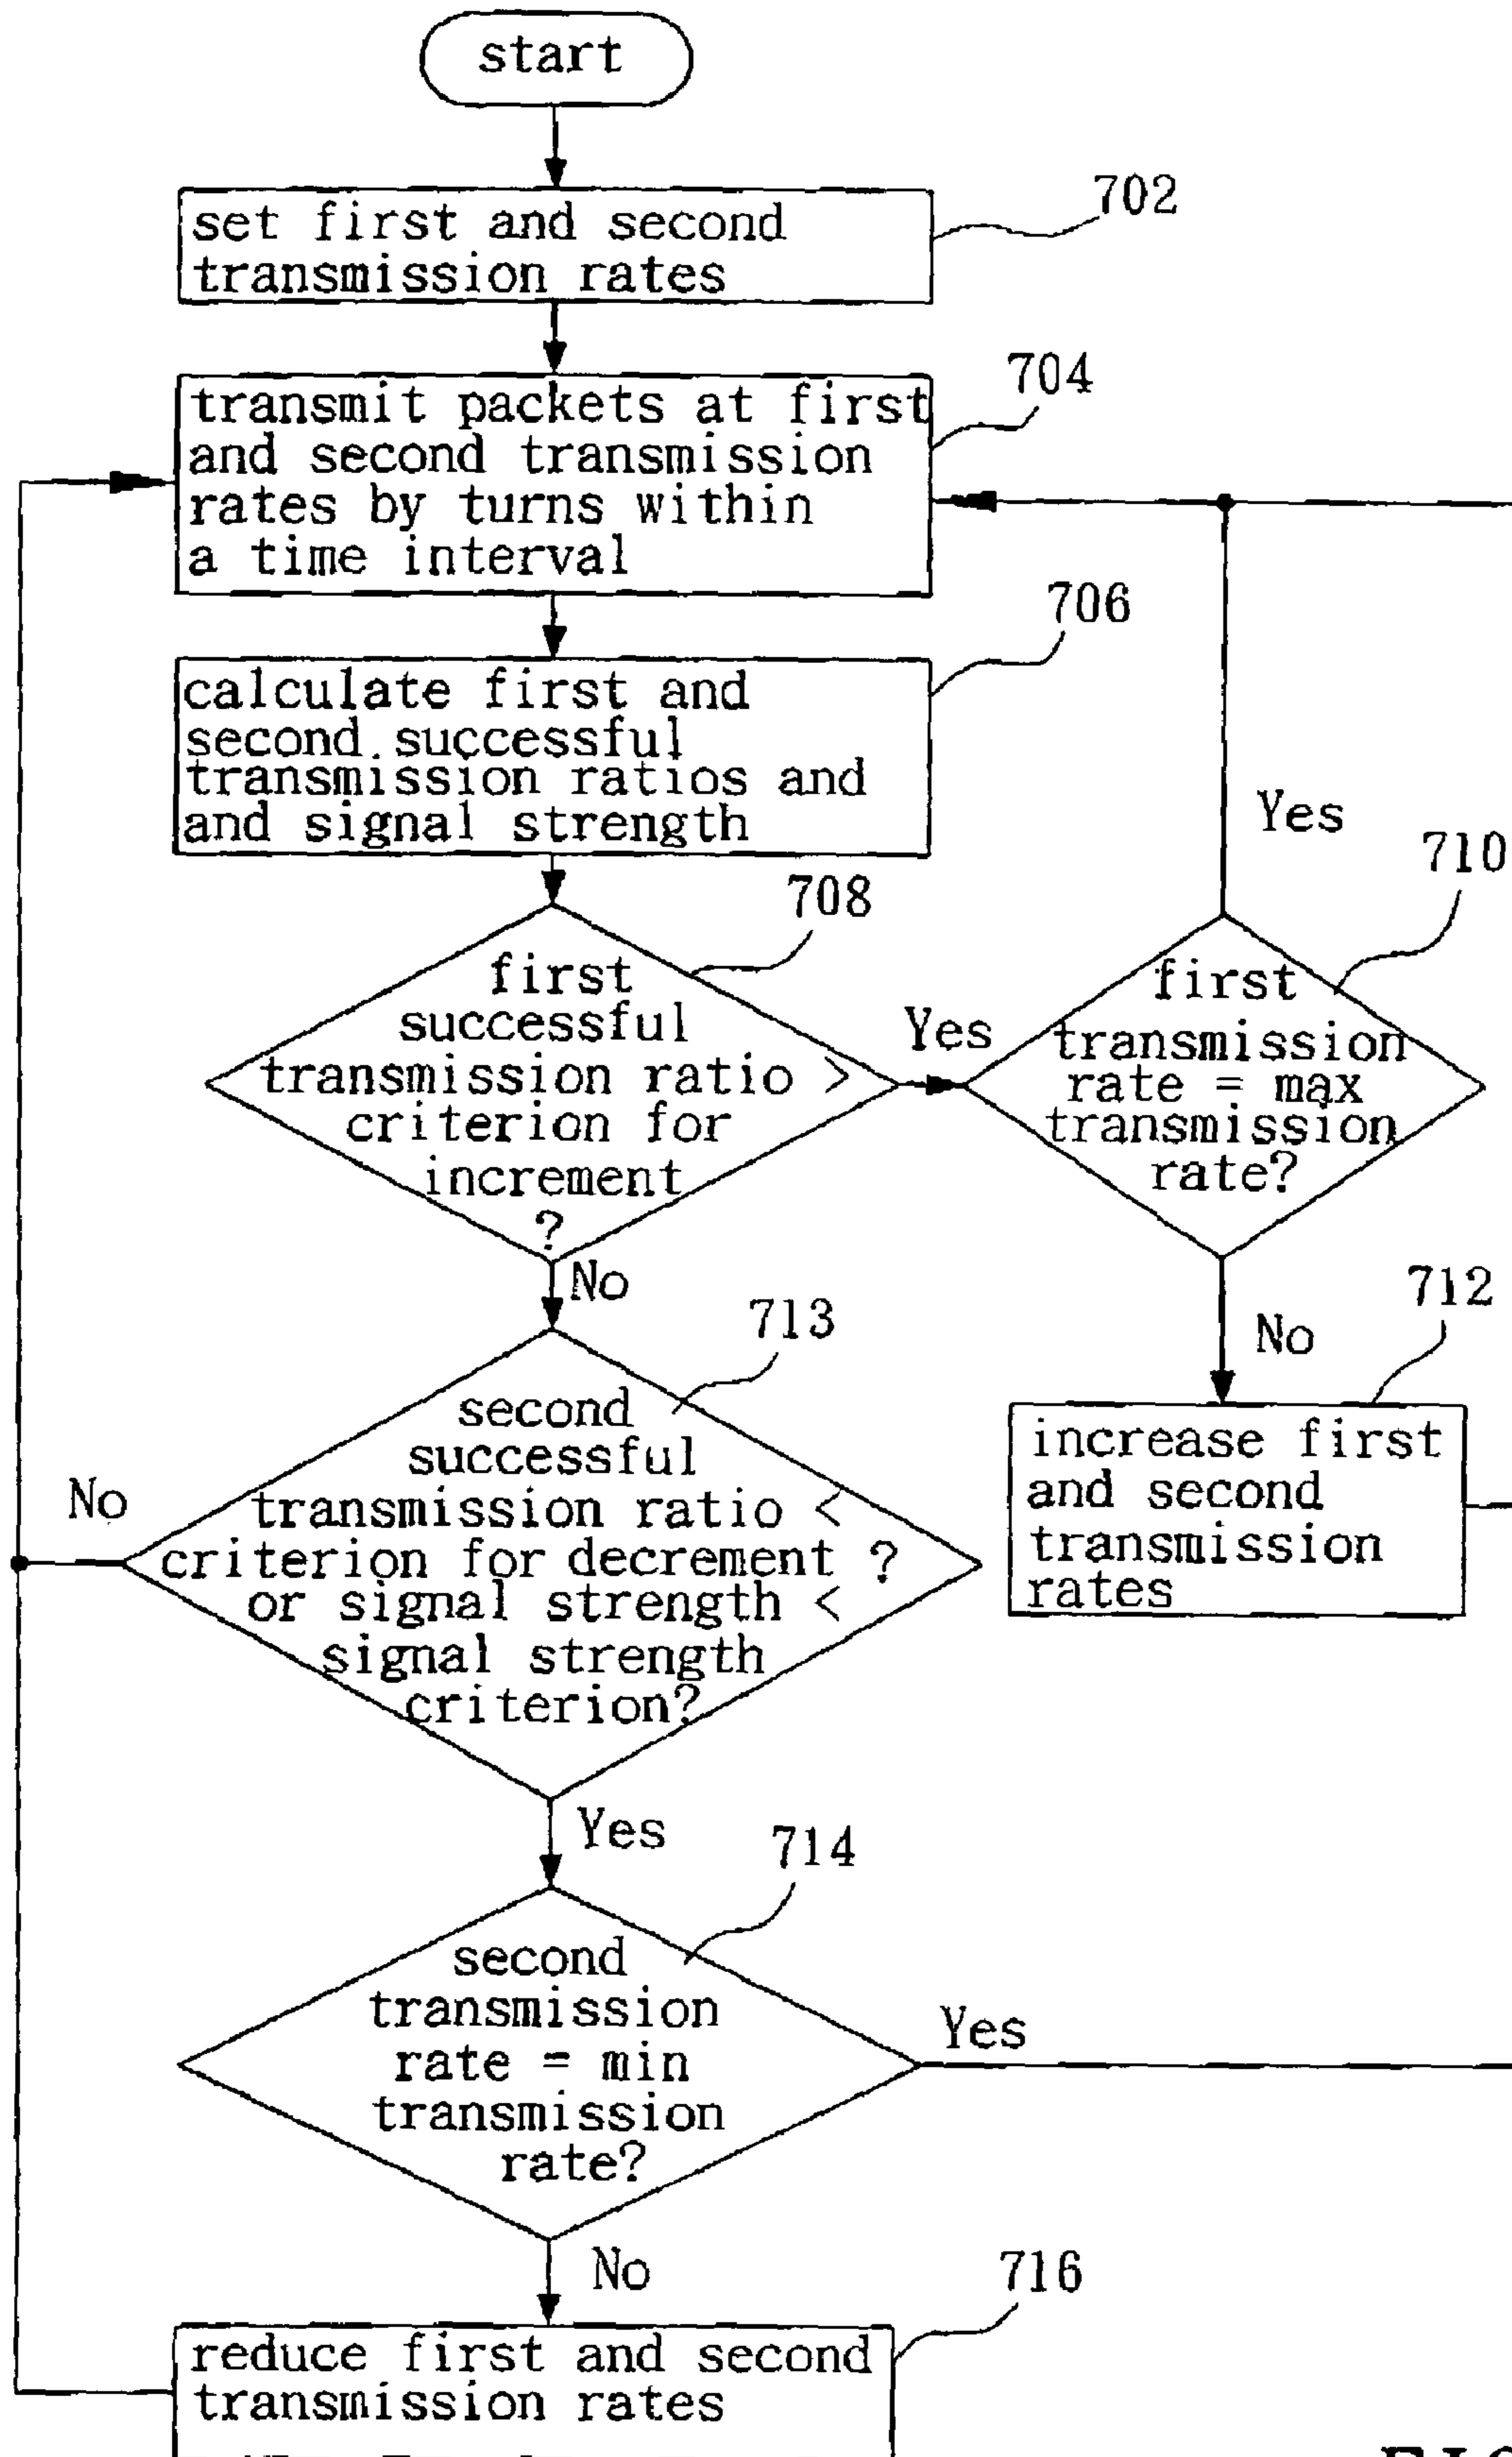 start
702
set first and second
transmission rates
704
transmit packets at first
and second transmission
rates by turns within
a time interval
706
calculate first and
second successful
transmission ratios and
and signal strength
Yes
708
710
first
successful
transmission ratio >
criterion for
increment
?
Yes
first
transmission
rate = max
transmission
rate?
No
No
712
713
increase first
and second
transmission
rates
second
successful
transmission ratio <
criterion for decrement ?
or signal strength <
signal strength
criterion?
No
Yes
714
second
transmission
rate = min
transmission
rate?
Yes
No
716
reduce first and second
transmission rates